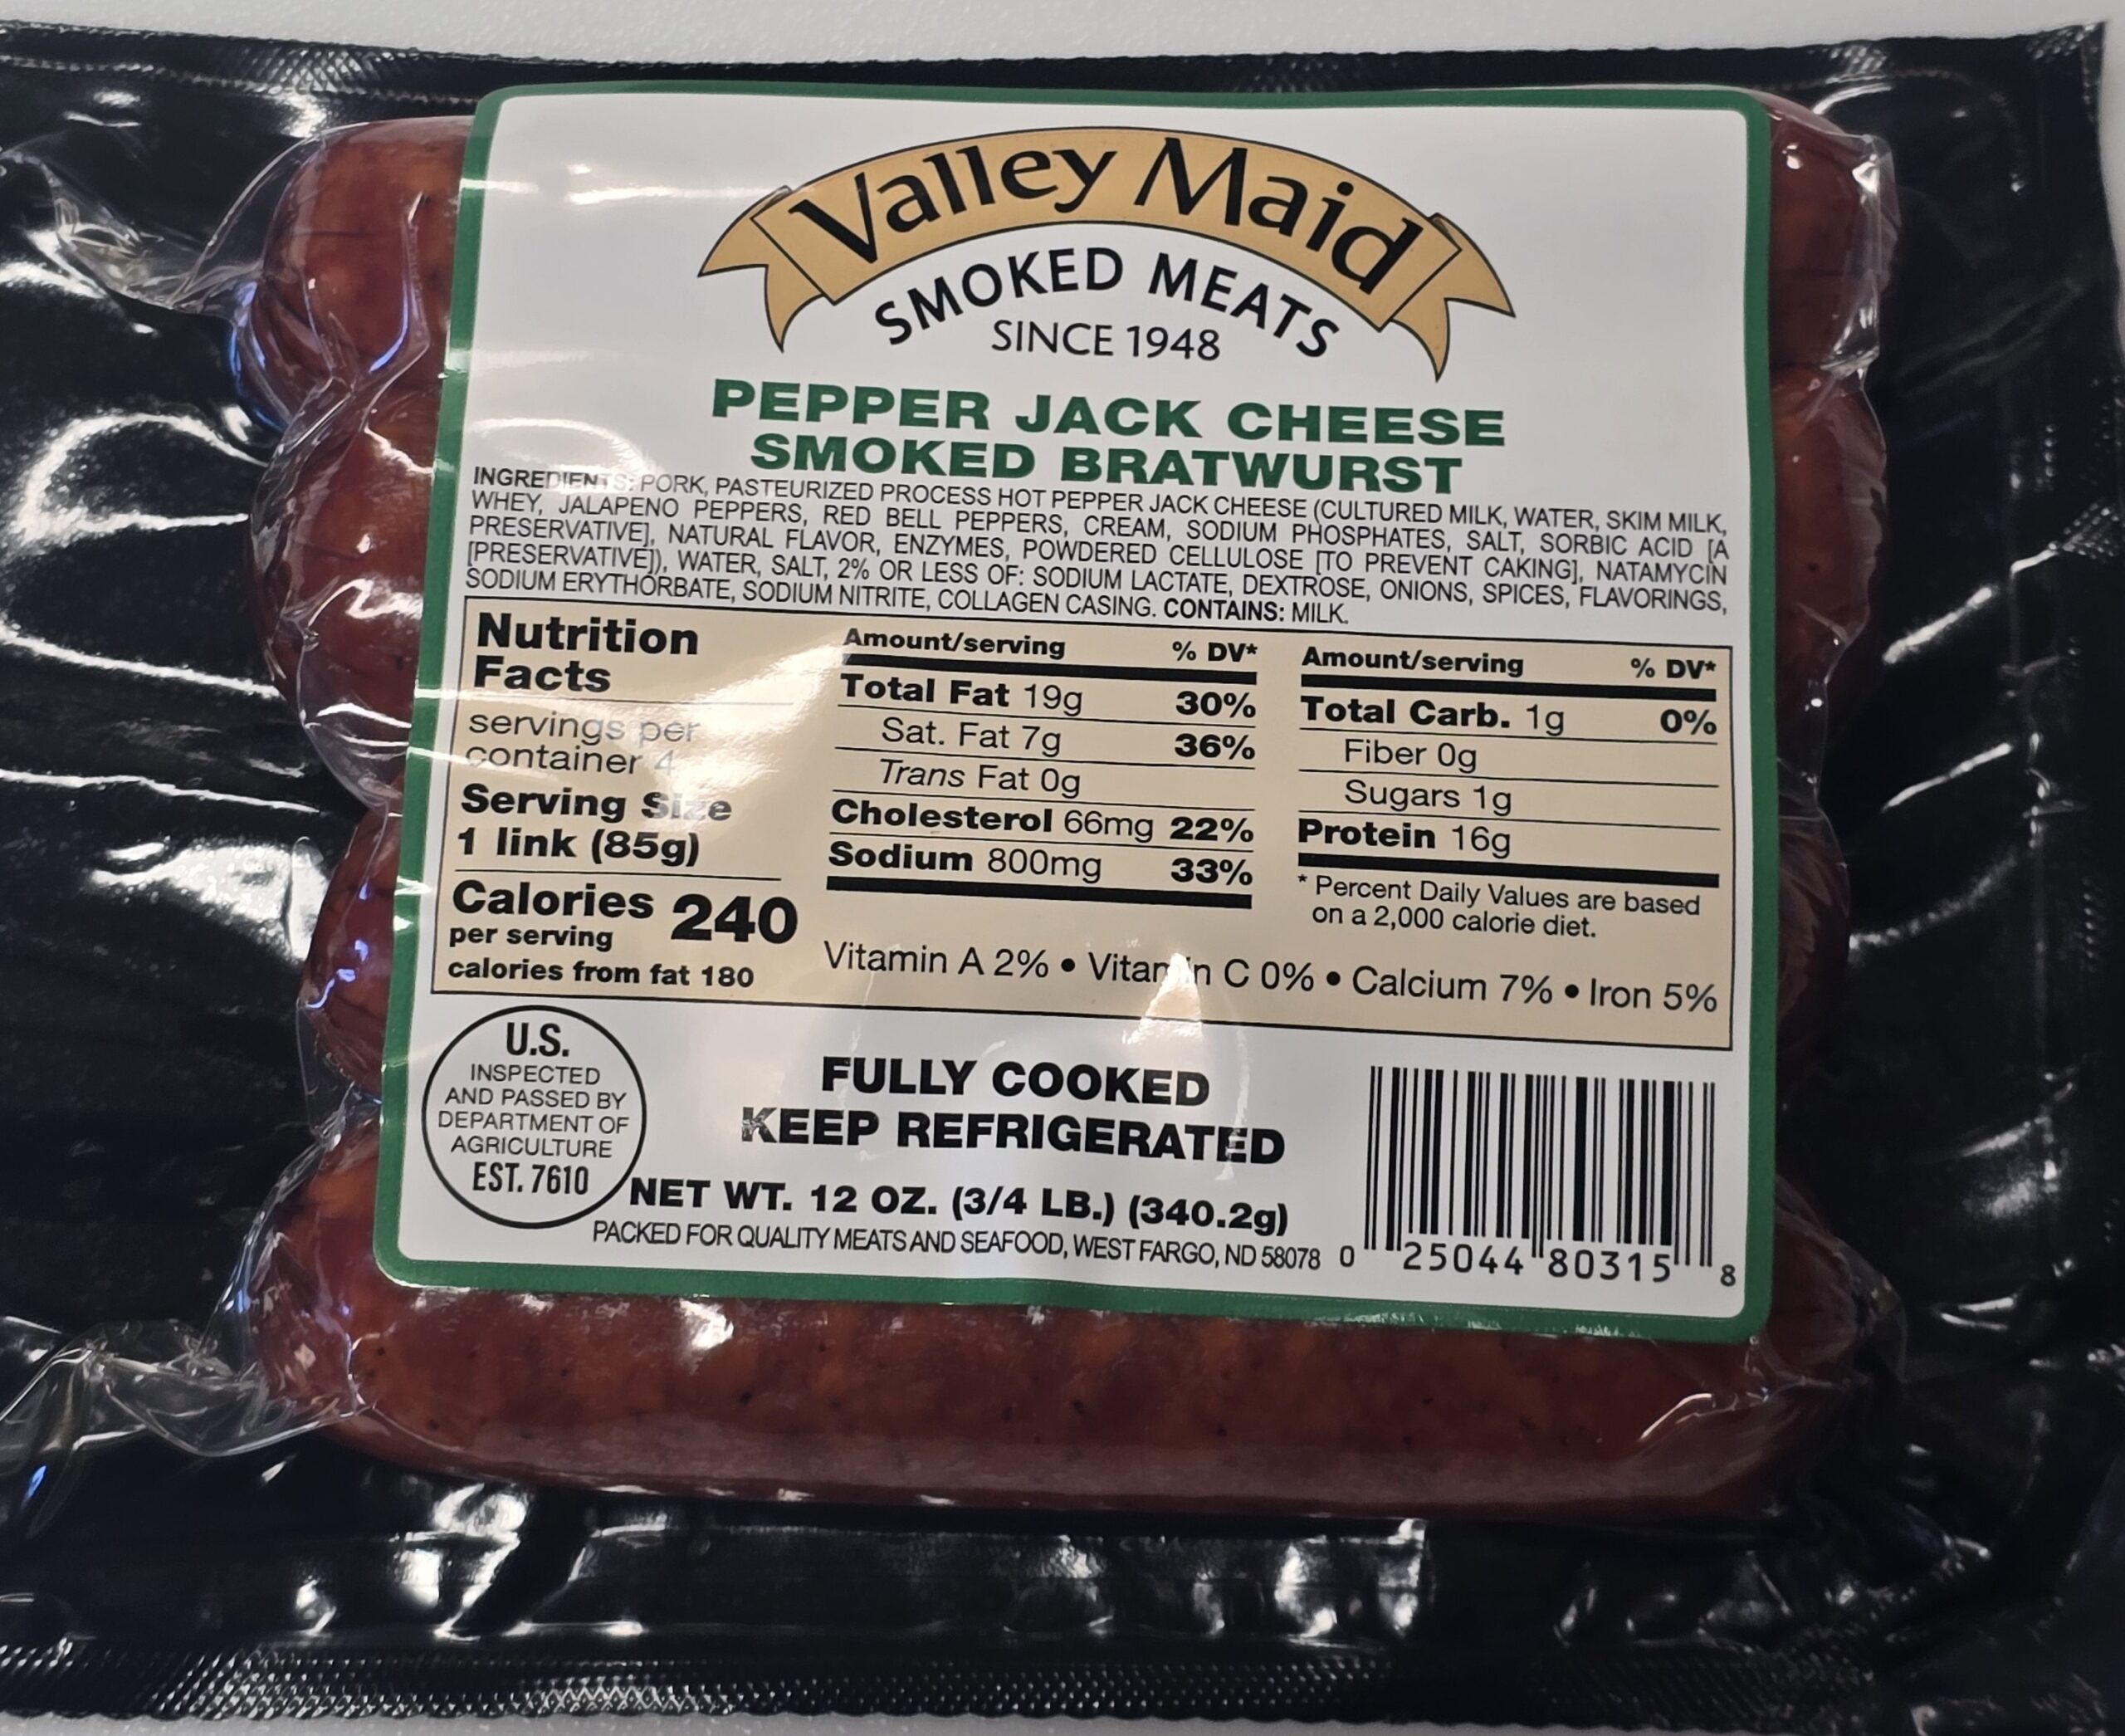 Valley Maid
SMOKED MEATS
SINCE 1948
PEPPER JACK CHEESE
SMOKED BRATWURST
INGREDIENTS: PORK, PASTEURIZED PROCESS HOT PEPPER JACK CHEESE (CULTURED MILK, WATER, SKIM MILK,
WHEY, JALAPENO PEPPERS, RED BELL PEPPERS, CREAM, SODIUM PHOSPHATES, SALT, SORBIC ACID [A
PRESERVATIVE], NATURAL FLAVOR, ENZYMES, POWDERED CELLULOSE [TO PREVENT CAKING], NATAMYCIN
[PRESERVATIVE]), WATER, SALT, 2% OR LESS OF: SODIUM LACTATE, DEXTROSE, ONIONS, SPICES, FLAVORINGS,
SODIUM ERYTHORBATE, SODIUM NITRITE, COLLAGEN CASING. CONTAINS: MILK.
Nutrition
Facts
servings per
container 4
Serving Size
1 link (85g)
Calories 240
per serving
calories from fat 180
Amount/serving % DV*
Total Fat 19g 30%
Sat. Fat 7g 36%
Trans Fat 0g
Cholesterol 66mg 22%
Sodium 800mg 33%
Amount/serving % DV*
Total Carb. 1g 0%
Fiber 0g
Sugars 1g
Protein 16g
* Percent Daily Values are based
on a 2,000 calorie diet.
Vitamin A 2% • Vitamin C 0% • Calcium 7% • Iron 5%
U.S.
INSPECTED
AND PASSED BY
DEPARTMENT OF
AGRICULTURE
EST. 7610
FULLY COOKED
KEEP REFRIGERATED
NET WT. 12 OZ. (3/4 LB.) (340.2g)
PACKED FOR QUALITY MEATS AND SEAFOOD, WEST FARGO, ND 58078
0 25044 80315 8